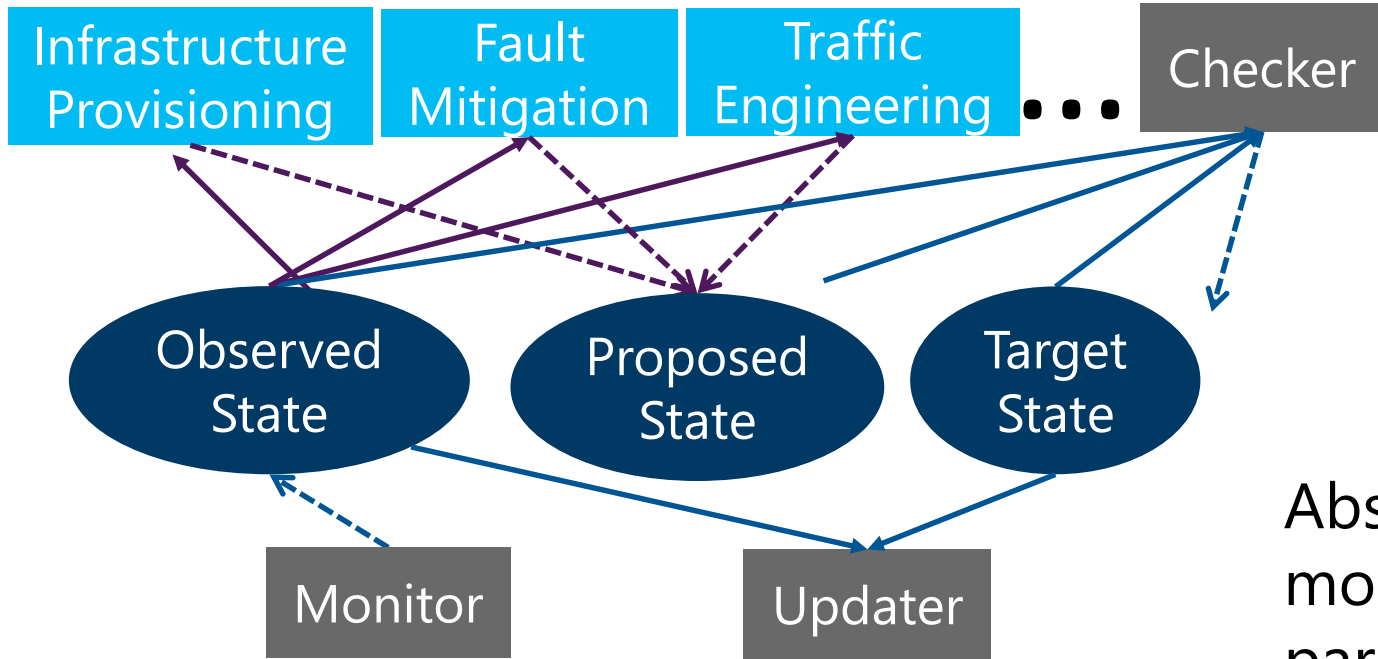 Infrastructure
Provisioning
Fault
Mitigation
Traffic
Engineering
...
Checker
Observed
State
Proposed
State
Target
State
Monitor
Updater